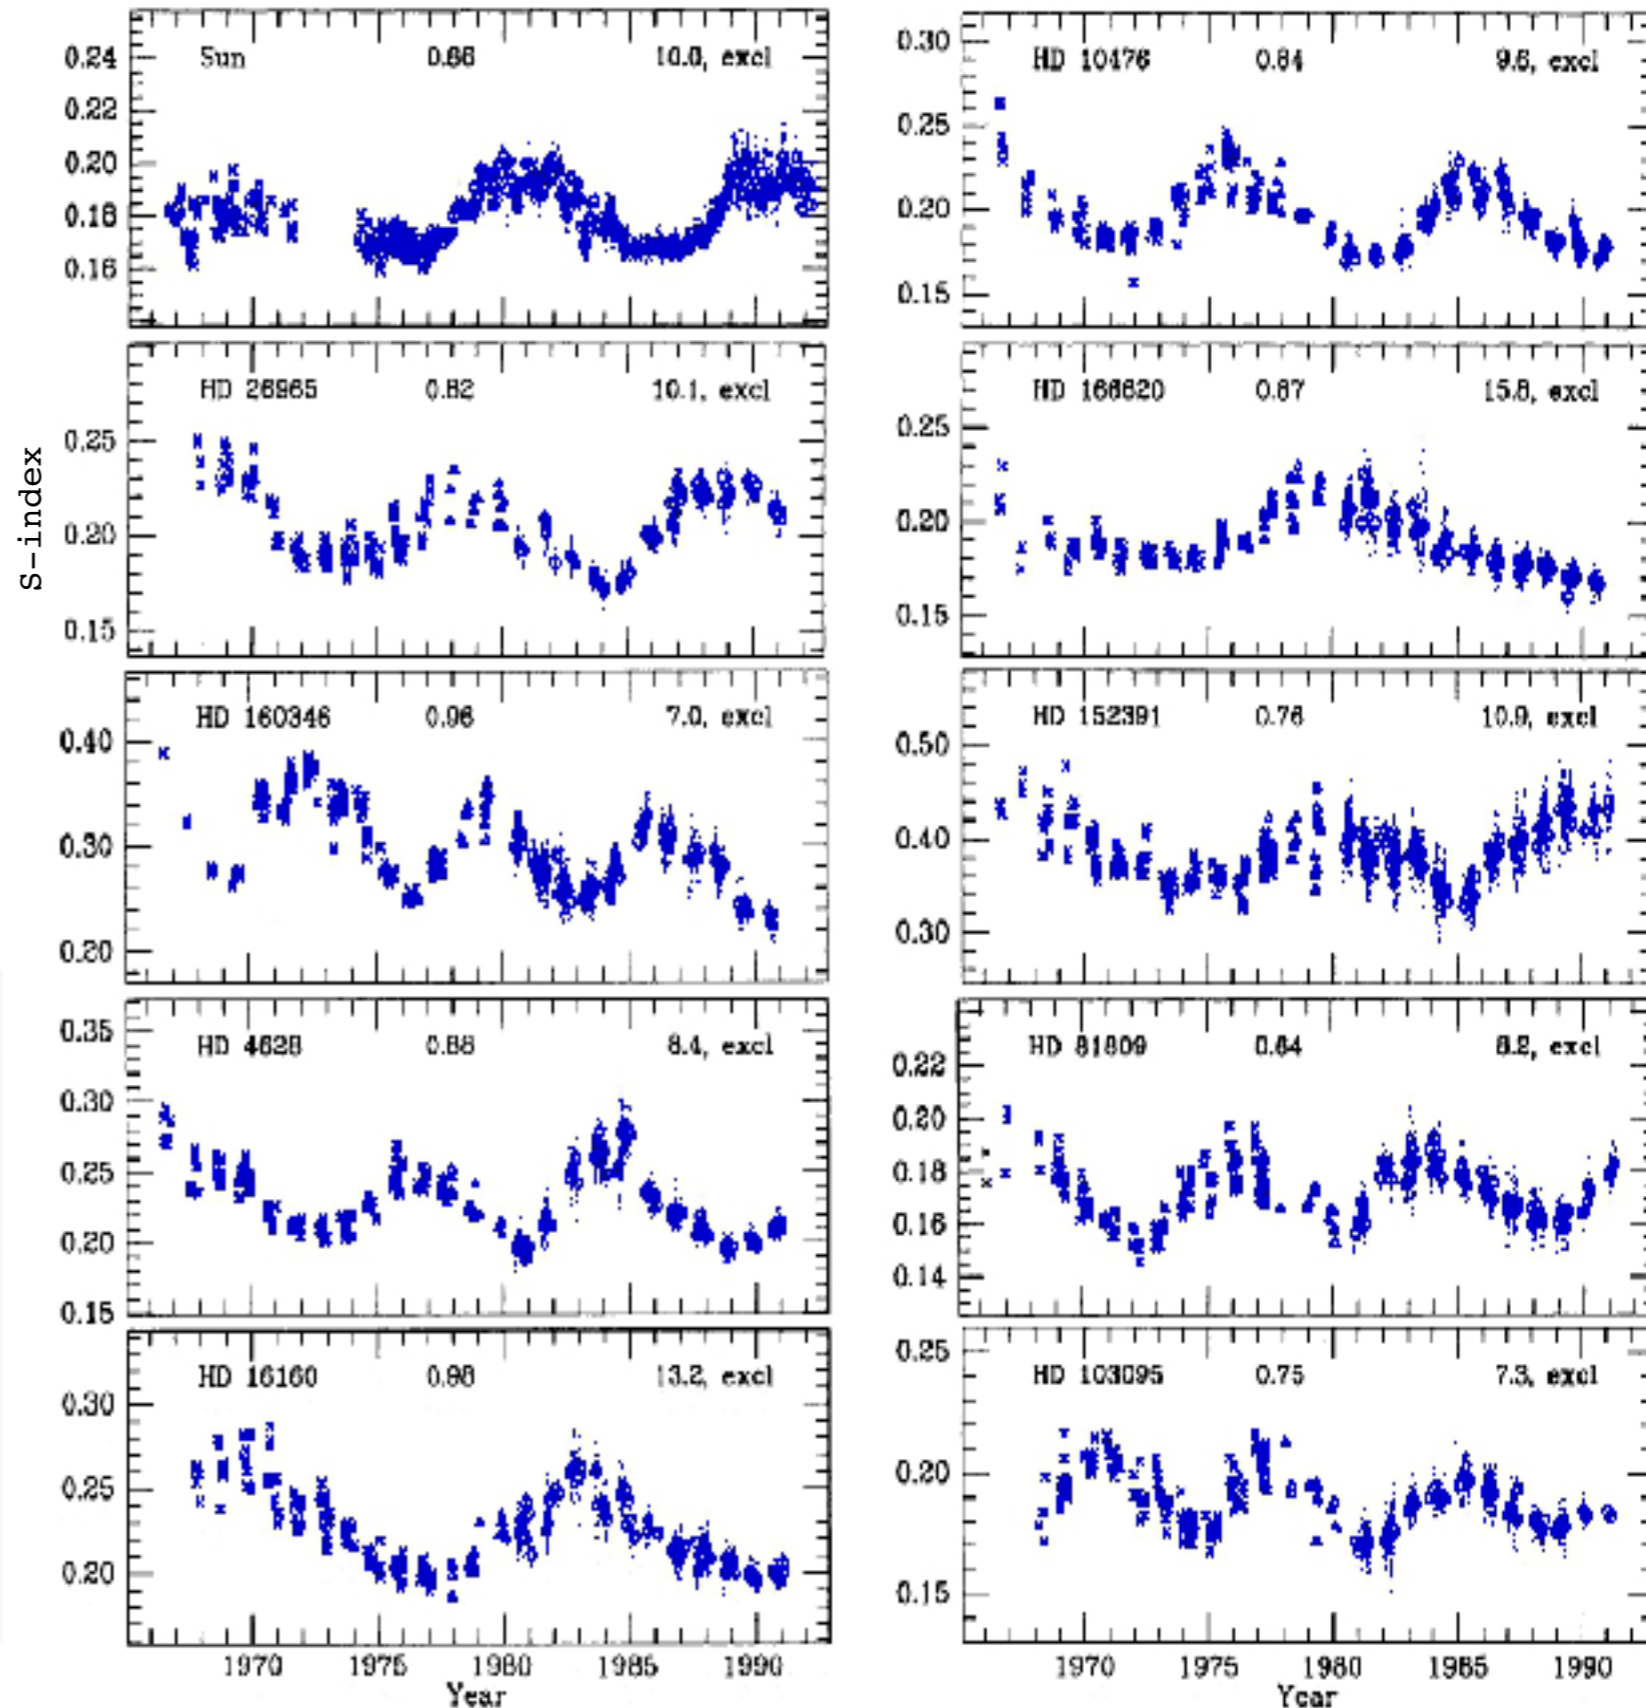 S-index
Sun 0.66 10.0, excl
0.24
0.22
0.20
0.18
0.16
HD 10476 0.84 9.6, excl
0.30
0.25
0.20
0.15
HD 26965 0.82 10.1, excl
0.25
0.20
0.15
HD 166620 0.87 15.8, excl
0.25
0.20
0.15
HD 160346 0.96 7.0, excl
0.40
0.30
0.20
HD 152391 0.76 10.9, excl
0.50
0.40
0.30
HD 4628 0.88 8.4, excl
0.35
0.30
0.25
0.20
0.15
HD 81809 0.64 8.2, excl
0.22
0.20
0.18
0.16
0.14
HD 16160 0.98 13.2, excl
0.30
0.25
0.20
HD 103095 0.75 7.3, excl
0.25
0.20
0.15
1970 1975 1980 1985 1990
Year
1970 1975 1980 1985 1990
Year